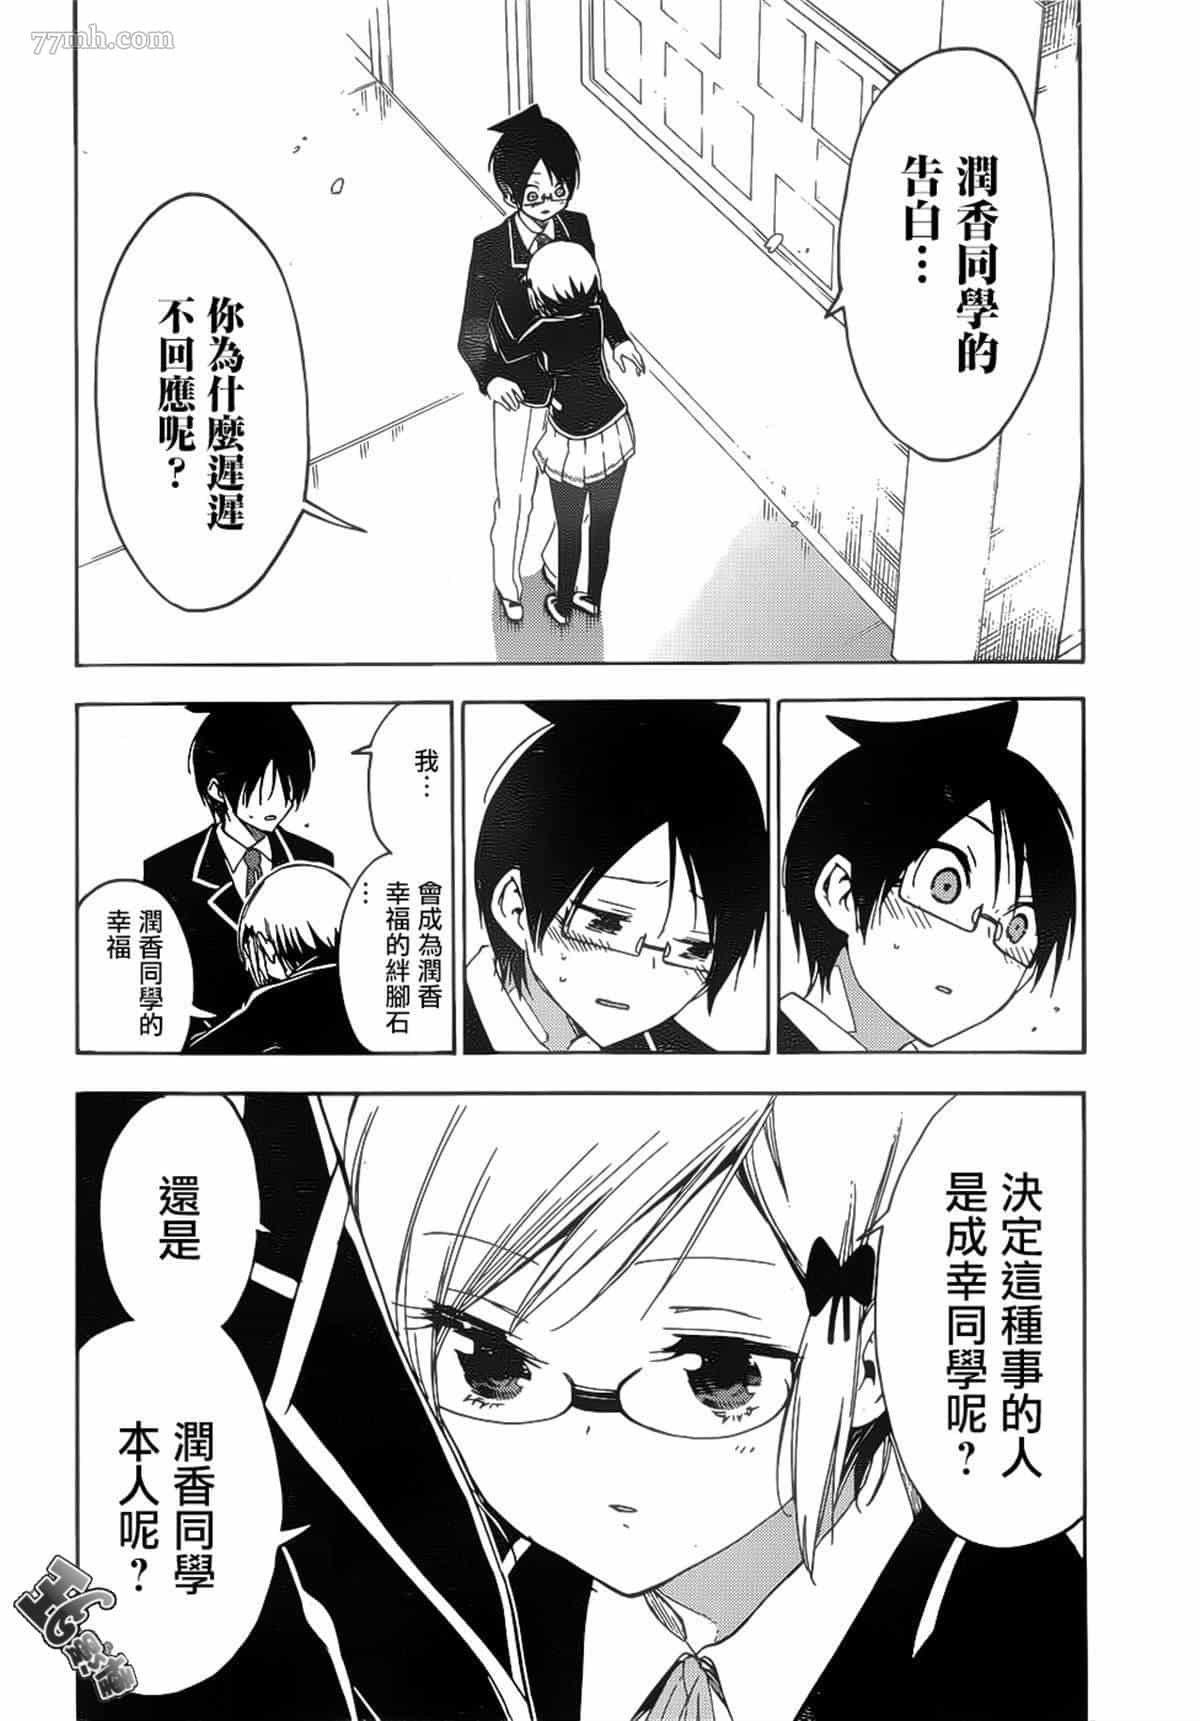 77mh.com
潤香同學的
告白…
你為什麼遲遲
不回應呢？
我…
會成為潤香
幸福的絆腳石
…
潤香同學的
幸福
決定這種事的人
是成幸同學呢？
還是
潤香同學
本人呢？